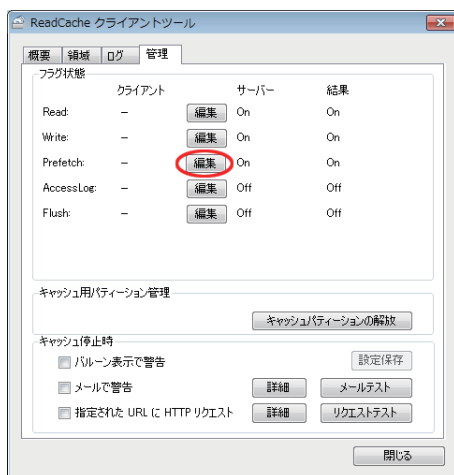 ReadCache クライアントツール
概要 領域 ログ 管理
フラグ状態
クライアント サーバー 結果
Read: － 編集 On On
Write: － 編集 On On
Prefetch: － 編集 On On
AccessLog: － 編集 Off Off
Flush: － 編集 Off Off
キャッシュ用パティーション管理
キャッシュパティーションの解放
キャッシュ停止時
バルーン表示で警告 設定保存
メールで警告 詳細 メールテスト
指定された URL に HTTP リクエスト 詳細 リクエストテスト
閉じる